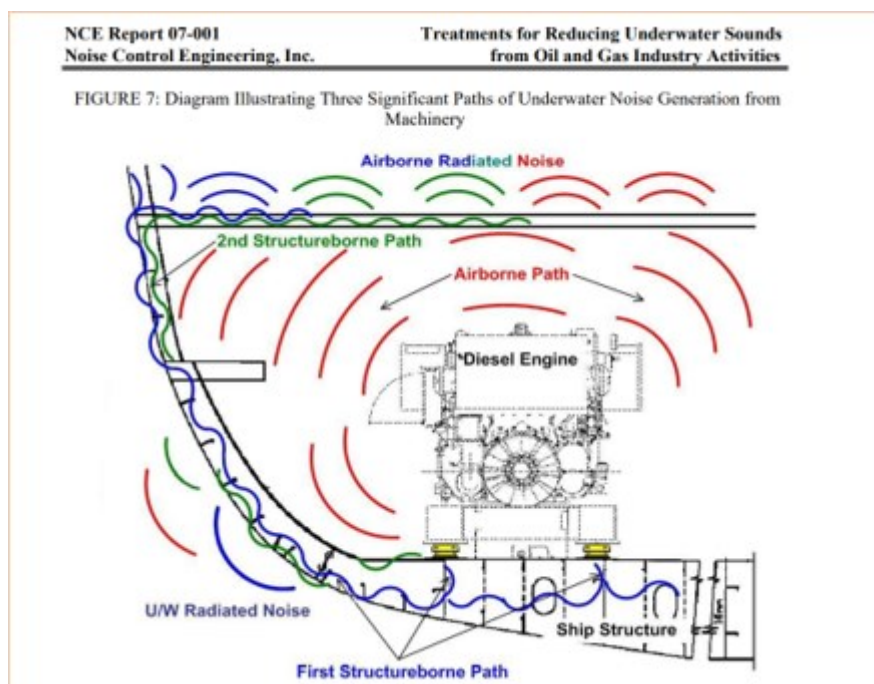 NCE Report 07-001
Treatments for Reducing Underwater Sounds
Noise Control Engineering, Inc.
from Oil and Gas Industry Activities
FIGURE 7: Diagram Illustrating Three Significant Paths of Underwater Noise Generation from
Machinery
Airborne Radiated Noise
2nd Structureborne Path
Airborne Path
Diesel Engine
U/W Radiated Noise
Ship Structure
First Structureborne Path